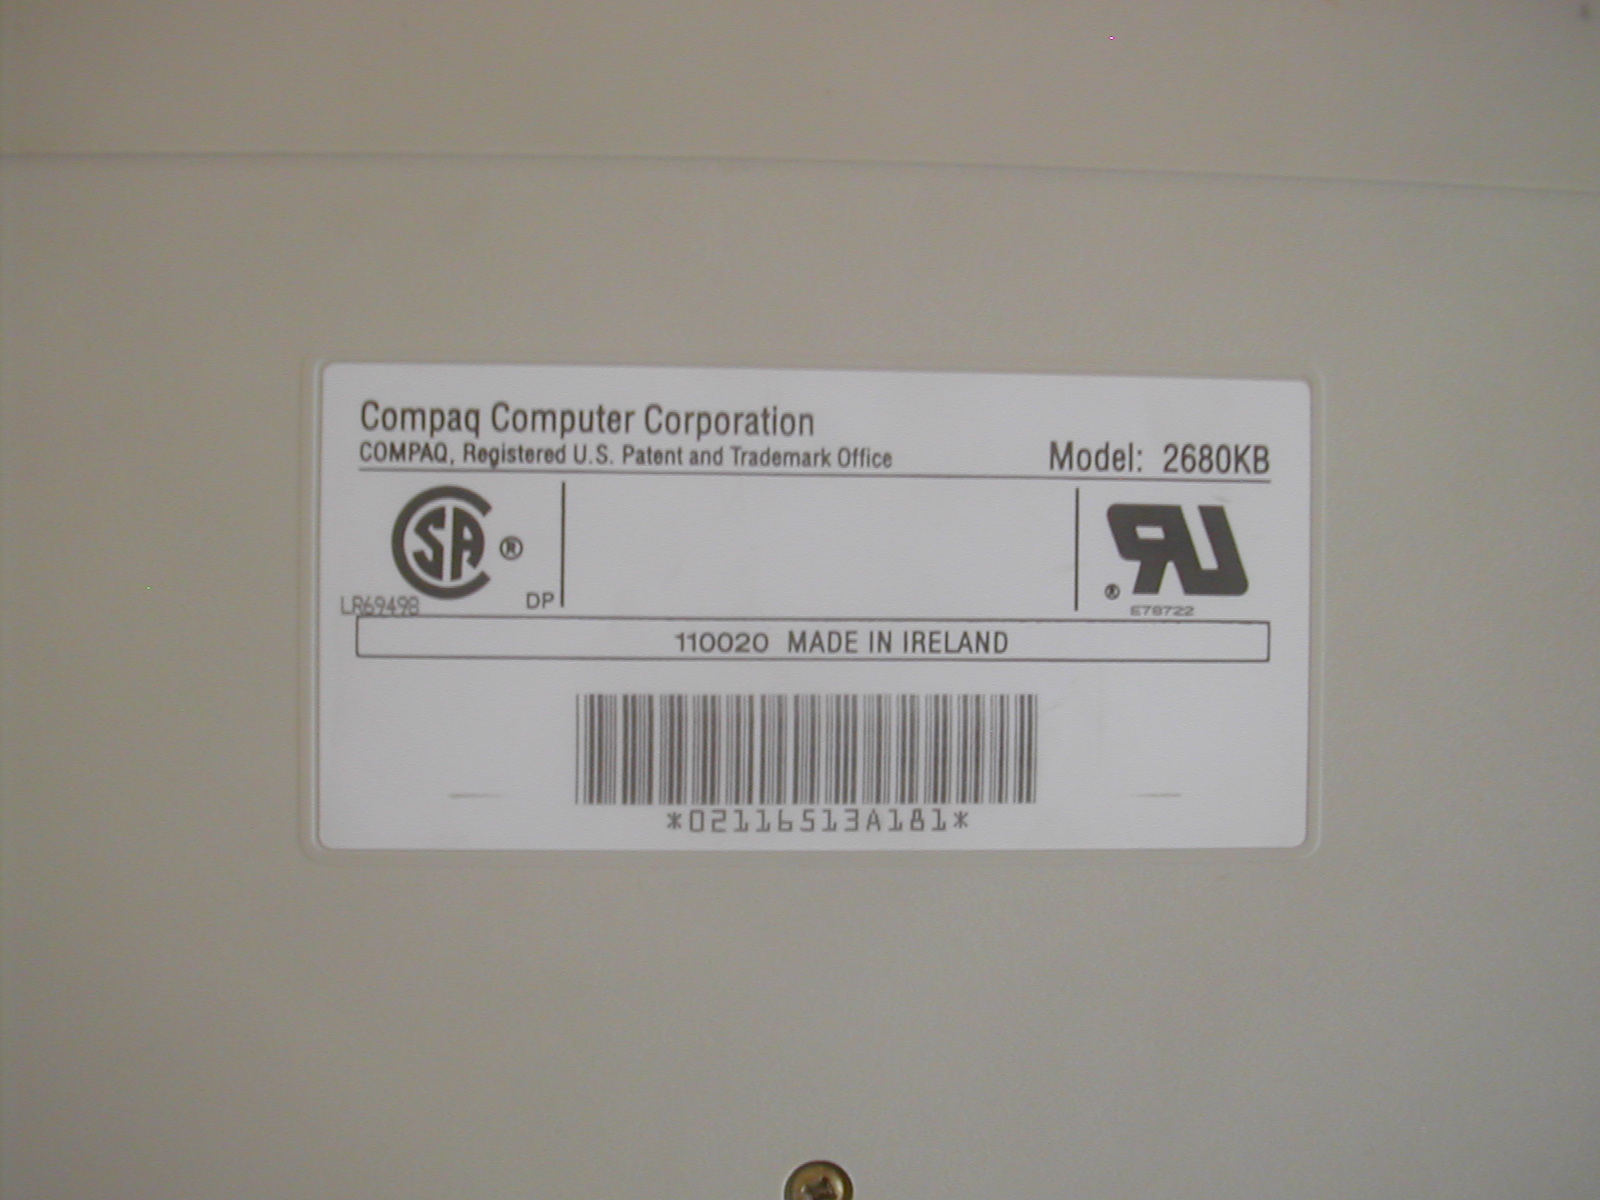 Compaq Computer Corporation
COMPAQ, Registered U.S. Patent and Trademark Office
Model: 2680KB
SA ®
LR69498
DP
RU
®
E78722
110020 MADE IN IRELAND
*02116513A181*